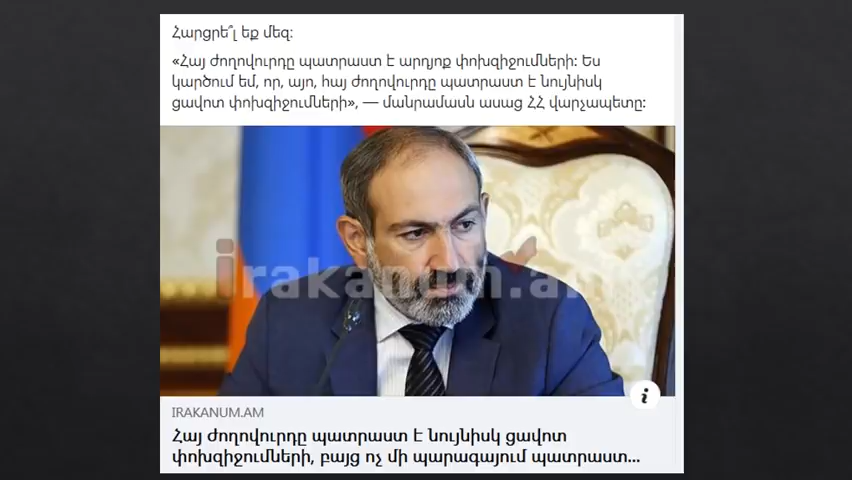 Հարցրե՞լ եք մեզ։
«Հայ ժողովուրդը պատրաստ է արդյոք փոխզիջումների։ Ես
կարծում եմ, որ, այո, հայ ժողովուրդը պատրաստ է նույնիսկ
ցավոտ փոխզիջումների», — մանրամասն ասաց ՀՀ վարչապետը։
irakanum.am
IRAKANUM.AM
Հայ ժողովուրդը պատրաստ է նույնիսկ ցավոտ
փոխզիջումների, բայց ոչ մի պարագայում պատրաստ...